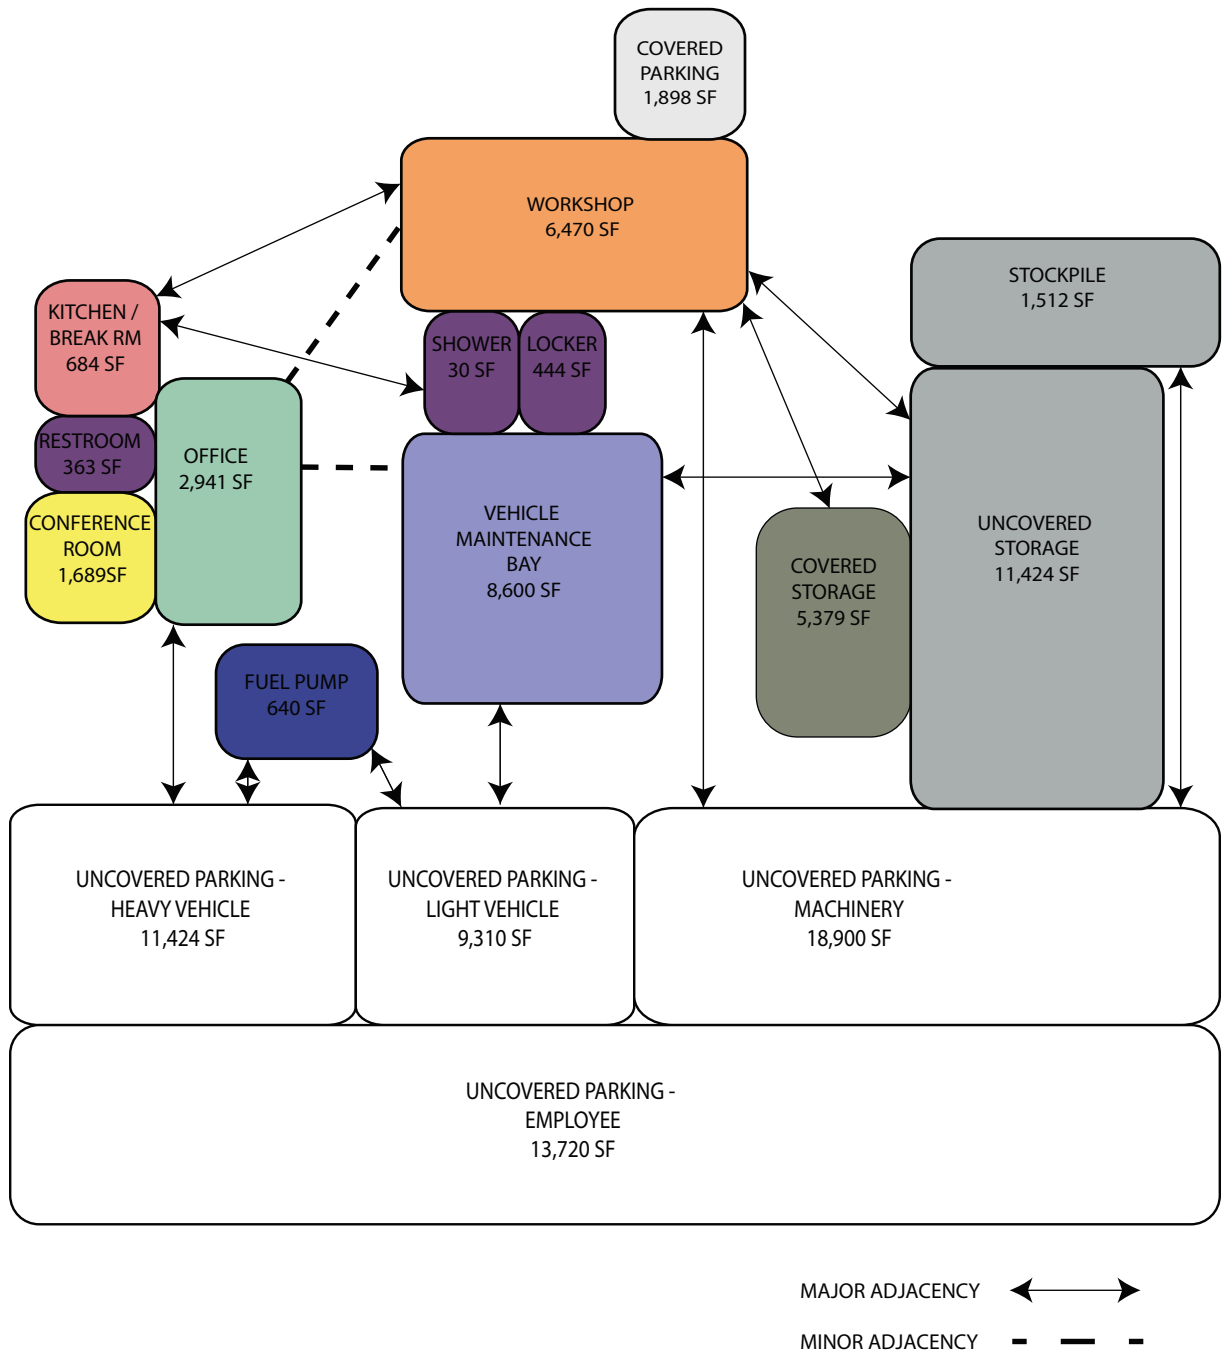 COVERED
PARKING
1,898 SF
WORKSHOP
6,470 SF
STOCKPILE
1,512 SF
KITCHEN /
BREAK RM
684 SF
SHOWER
30 SF
LOCKER
444 SF
RESTROOM
363 SF
OFFICE
2,941 SF
CONFERENCE
ROOM
1,689SF
VEHICLE
MAINTENANCE
BAY
8,600 SF
COVERED
STORAGE
5,379 SF
UNCOVERED
STORAGE
11,424 SF
FUEL PUMP
640 SF
UNCOVERED PARKING -
HEAVY VEHICLE
11,424 SF
UNCOVERED PARKING -
LIGHT VEHICLE
9,310 SF
UNCOVERED PARKING -
MACHINERY
18,900 SF
UNCOVERED PARKING -
EMPLOYEE
13,720 SF
MAJOR ADJACENCY
MINOR ADJACENCY